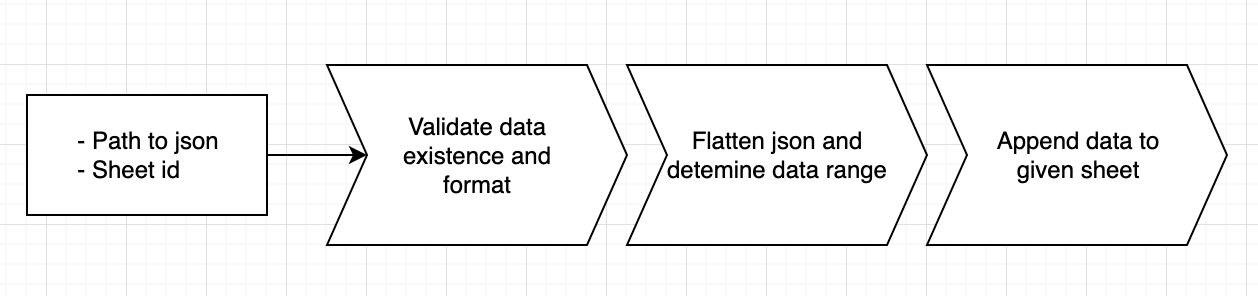 - Path to json
- Sheet id
Validate data
existence and
format
Flatten json and
detemine data range
Append data to
given sheet